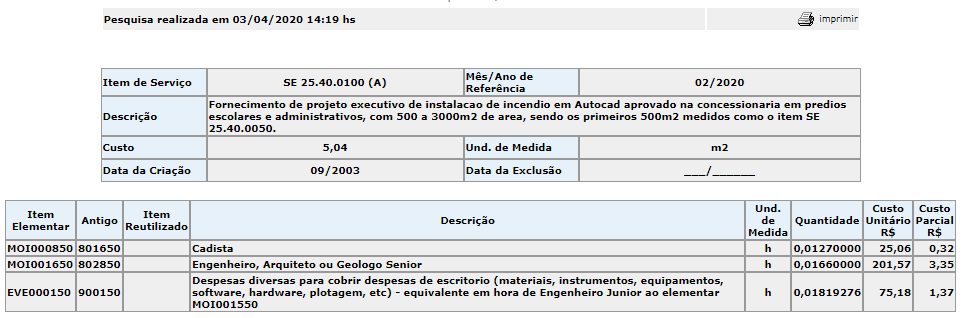 Pesquisa realizada em 03/04/2020 14:19 hs
imprimir
Item de Serviço
SE 25.40.0100 (A)
Mês/Ano de
Referência
02/2020
Descrição
Fornecimento de projeto executivo de instalacao de incendio em Autocad aprovado na concessionaria em predios
escolares e administrativos, com 500 a 3000m2 de area, sendo os primeiros 500m2 medidos como o item SE
25.40.0050.
Custo
5,04
Und. de Medida
m2
Data da Criação
09/2003
Data da Exclusão
___/______
Item
Elementar
Antigo
Item
Reutilizado
Descrição
Und.
de
Medida
Quantidade
Custo
Unitário
R$
Custo
Parcial
R$
MOI000850 801650 Cadista h 0,01270000 25,06 0,32
MOI001650 802850 Engenheiro, Arquiteto ou Geologo Senior h 0,01660000 201,57 3,35
EVE000150 900150
Despesas diversas para cobrir despesas de escritorio (materiais, instrumentos, equipamentos,
software, hardware, plotagem, etc) - equivalente em hora de Engenheiro Junior ao elementar
MOI001550
h 0,01819276 75,18 1,37